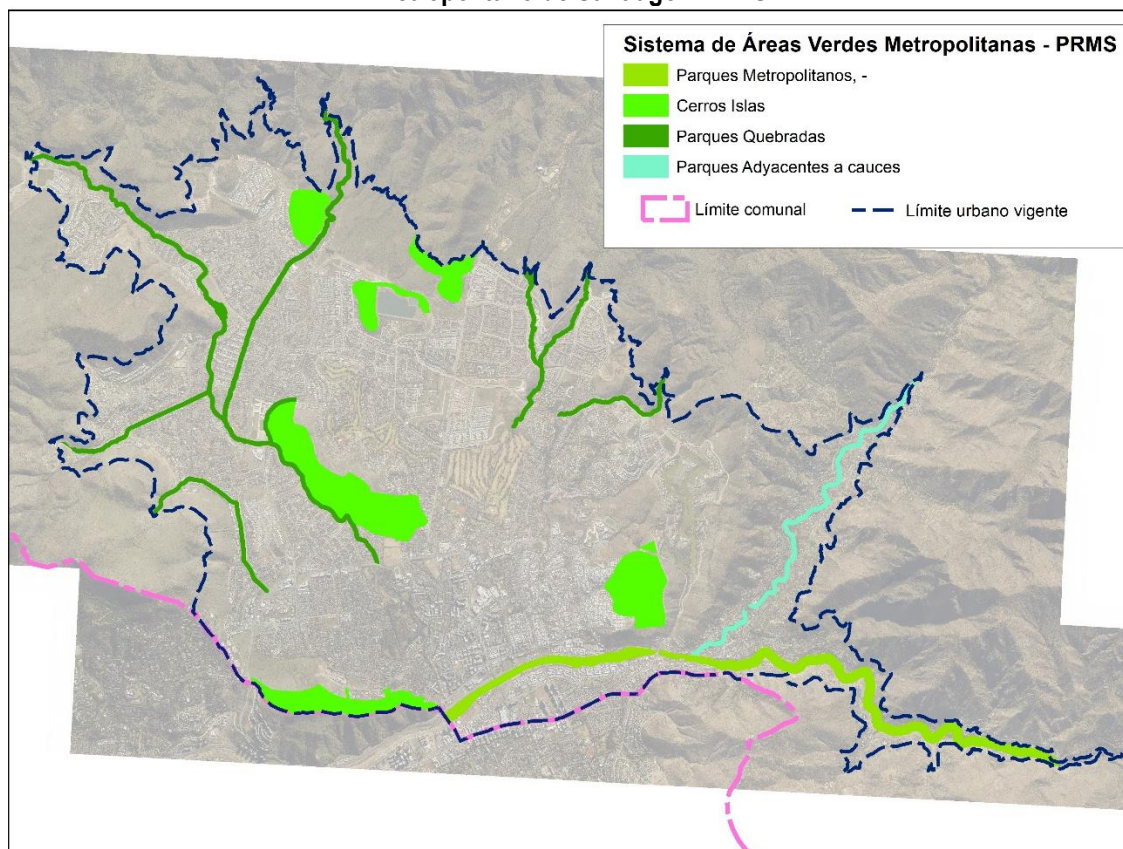 Sistema de Áreas Verdes Metropolitanas - PRMS
Parques Metropolitanos, -
Cerros Islas
Parques Quebradas
Parques Adyacentes a cauces
Límite comunal
Límite urbano vigente